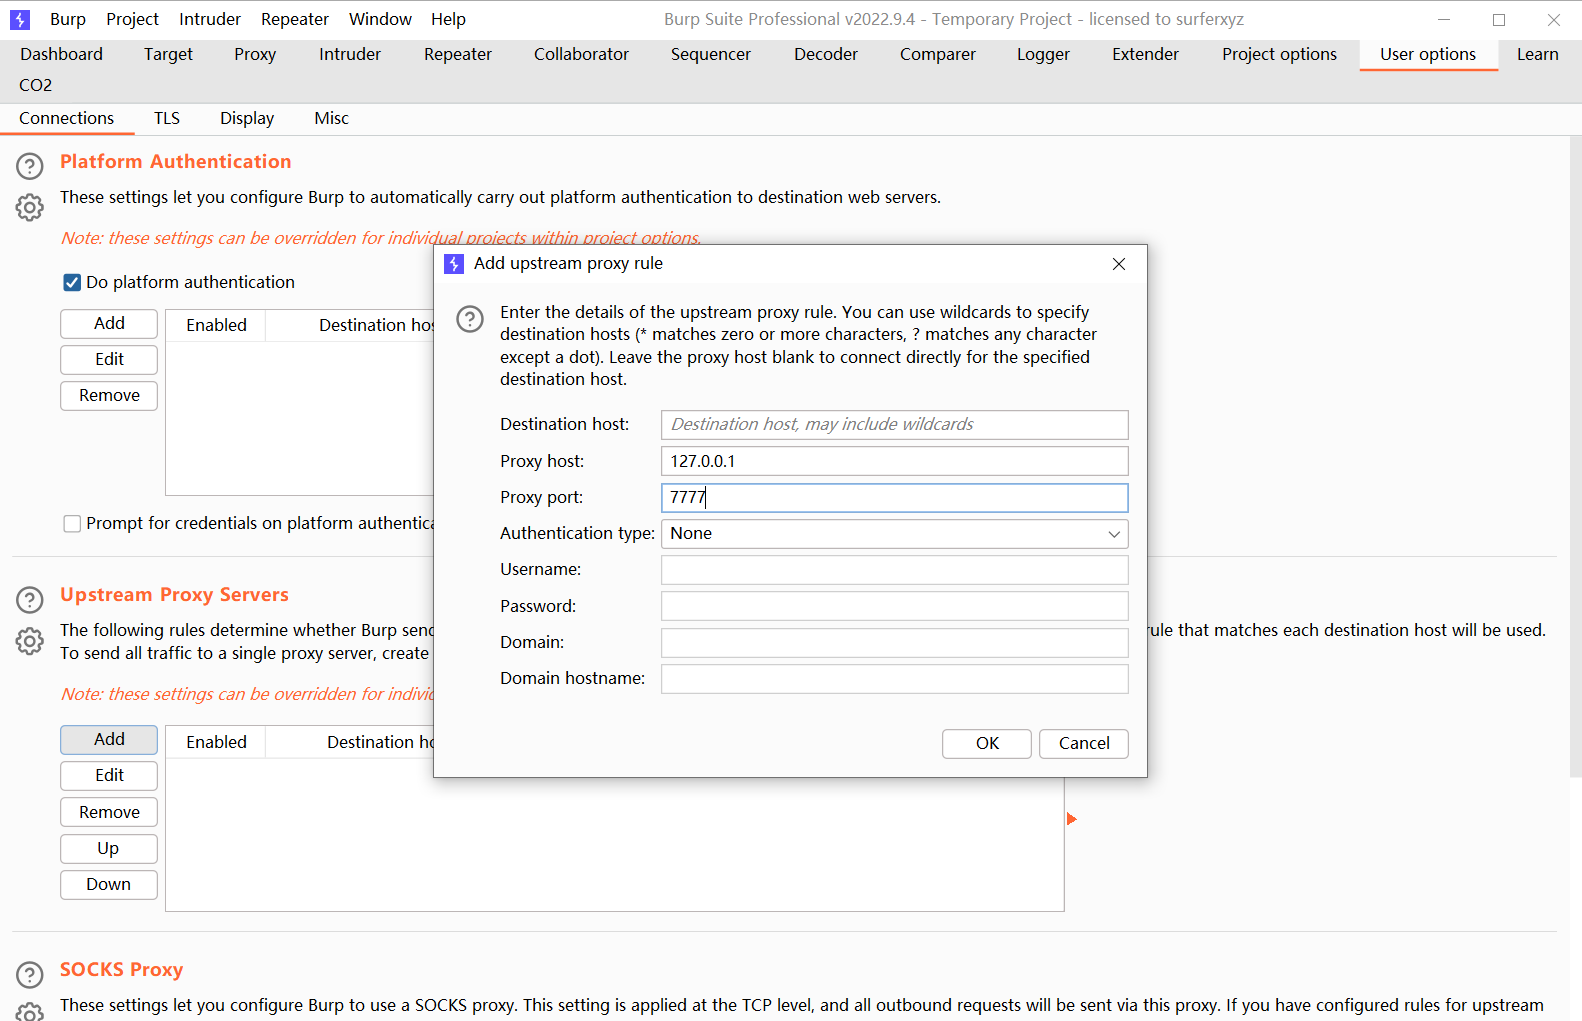 Burp Project Intruder Repeater Window Help Burp Suite Professional v2022.9.4 - Temporary Project - licensed to surferxyz
Dashboard Target Proxy Intruder Repeater Collaborator Sequencer Decoder Comparer Logger Extender Project options User options Learn
CO2
Connections TLS Display Misc
Platform Authentication
These settings let you configure Burp to automatically carry out platform authentication to destination web servers.
Note: these settings can be overridden for individual projects within project options.
Do platform authentication
Add
Edit
Remove
Enabled Destination hos
Prompt for credentials on platform authentica
Upstream Proxy Servers
The following rules determine whether Burp send rule that matches each destination host will be used.
To send all traffic to a single proxy server, create
Note: these settings can be overridden for indivi
Add
Edit
Remove
Up
Down
Enabled Destination ho
SOCKS Proxy
These settings let you configure Burp to use a SOCKS proxy. This setting is applied at the TCP level, and all outbound requests will be sent via this proxy. If you have configured rules for upstream
Add upstream proxy rule
Enter the details of the upstream proxy rule. You can use wildcards to specify
destination hosts (* matches zero or more characters, ? matches any character
except a dot). Leave the proxy host blank to connect directly for the specified
destination host.
Destination host: Destination host, may include wildcards
Proxy host: 127.0.0.1
Proxy port: 7777
Authentication type: None
Username:
Password:
Domain:
Domain hostname:
OK Cancel